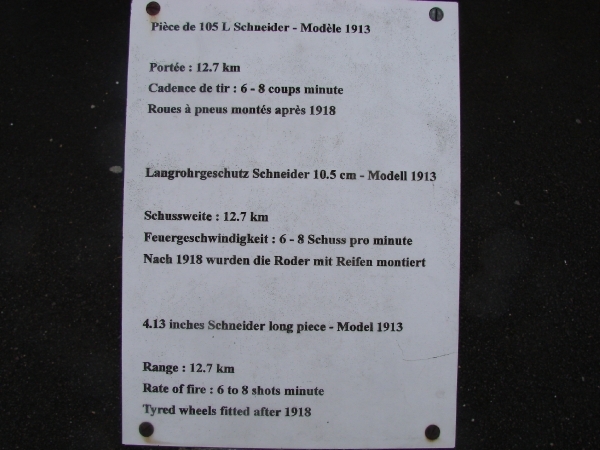 Pièce de 105 L Schneider - Modèle 1913
Portée : 12.7 km
Cadence de tir : 6 - 8 coups minute
Roues à pneus montés après 1918
Langrohrgeschutz Schneider 10.5 cm - Modell 1913
Schussweite : 12.7 km
Feuergeschwindigkeit : 6 - 8 Schuss pro minute
Nach 1918 wurden die Roder mit Reifen montiert
4.13 inches Schneider long piece - Model 1913
Range : 12.7 km
Rate of fire : 6 to 8 shots minute
Tyred wheels fitted after 1918